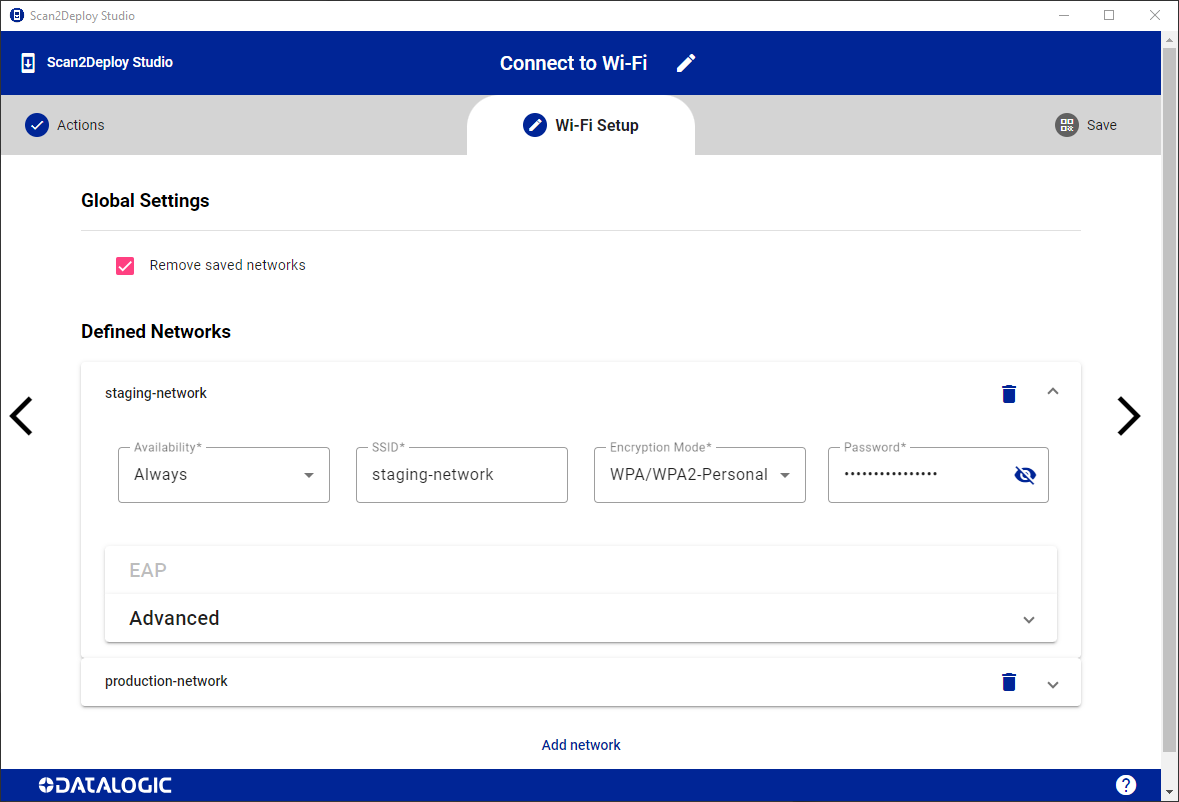 Scan2Deploy Studio
Scan2Deploy Studio
Connect to Wi-Fi
Actions
Wi-Fi Setup
Save
Global Settings
Remove saved networks
Defined Networks
staging-network
Availability* SSID* Encryption Mode* Password*
Always staging-network WPA/WPA2-Personal •••••••••••••••
EAP
Advanced
production-network
Add network
DATALOGIC ?